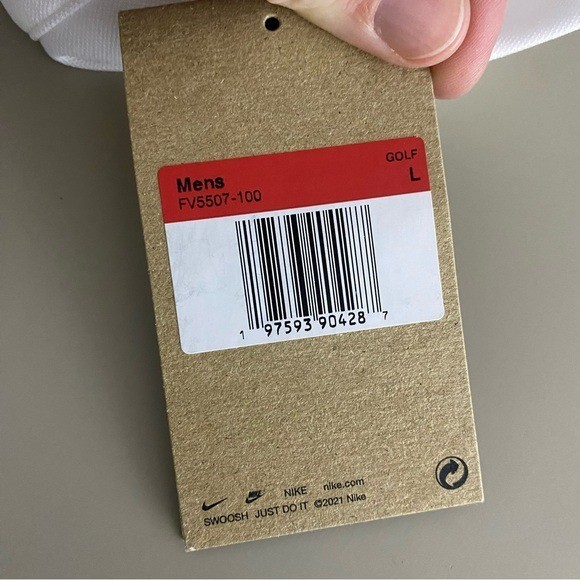 Mens GOLF
FV5507-100 L
1 97593 90428 7
NIKE nike.com
SWOOSH JUST DO IT ©2021 Nike